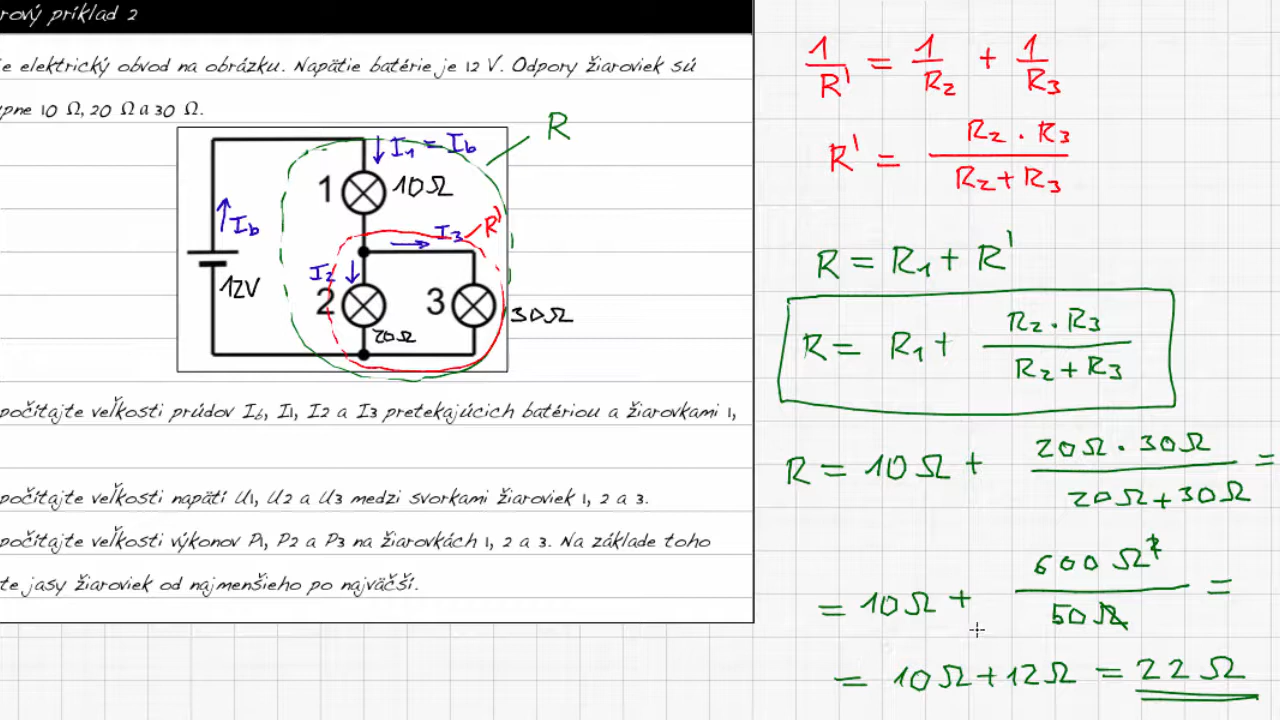 rový príklad 2
e elektrický obvod na obrázku. Napätie batérie je 12 V. Odpory žiaroviek sú
pne 10 Ω, 20 Ω a 30 Ω.
R
I₁ = I_b
1 10Ω
I_b
I₃ R'
I₂
12V
2 3 30Ω
20Ω
počítajte veľkosti prúdov Ib, I1, I2 a I3 pretekajúcich batériou a žiarovkami 1,
počítajte veľkosti napätí U1, U2 a U3 medzi svorkami žiaroviek 1, 2 a 3.
počítajte veľkosti výkonov P1, P2 a P3 na žiarovkách 1, 2 a 3. Na základe toho
te jasy žiaroviek od najmenšieho po najväčší.
1/R' = 1/R₂ + 1/R₃
R' = R₂ · R₃ / R₂ + R₃
R = R₁ + R'
R = R₁ + R₂ · R₃ / R₂ + R₃
R = 10Ω + 20Ω · 30Ω / 20Ω + 30Ω =
= 10Ω + 600Ω² / 50Ω =
= 10Ω + 12Ω = 22Ω